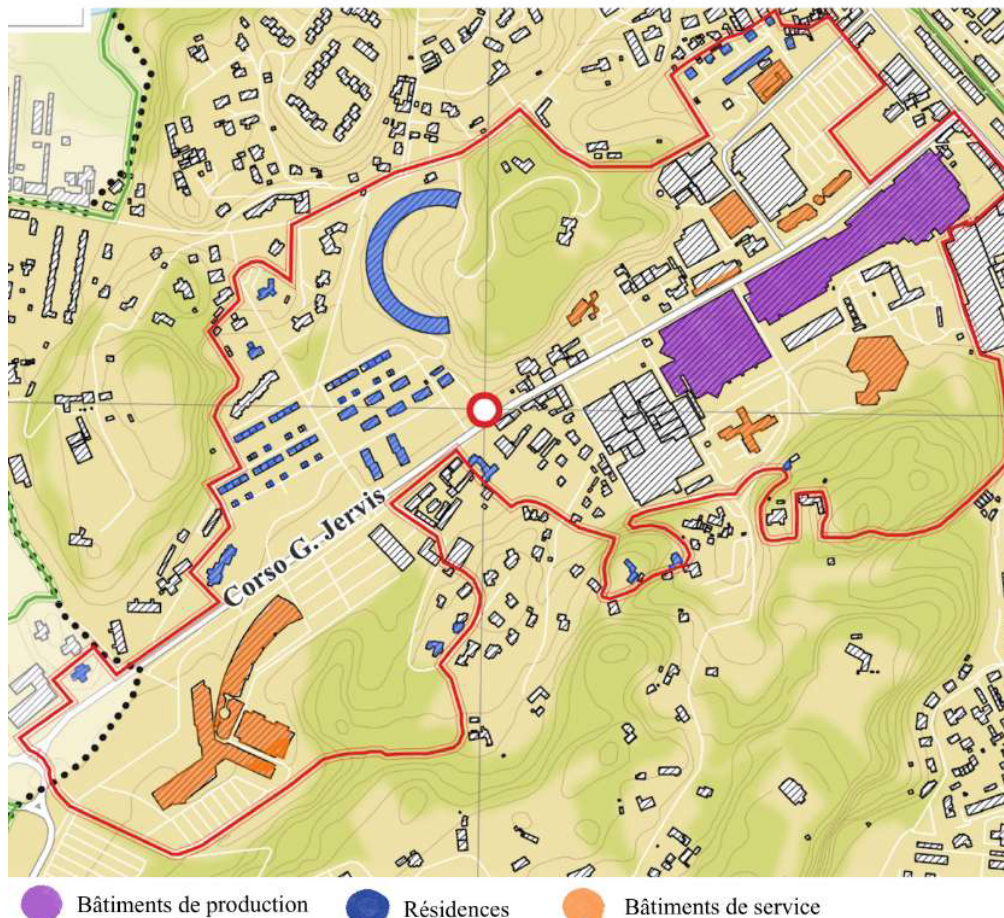 Corso G. Jervis
Bâtiments de production
Résidences
Bâtiments de service